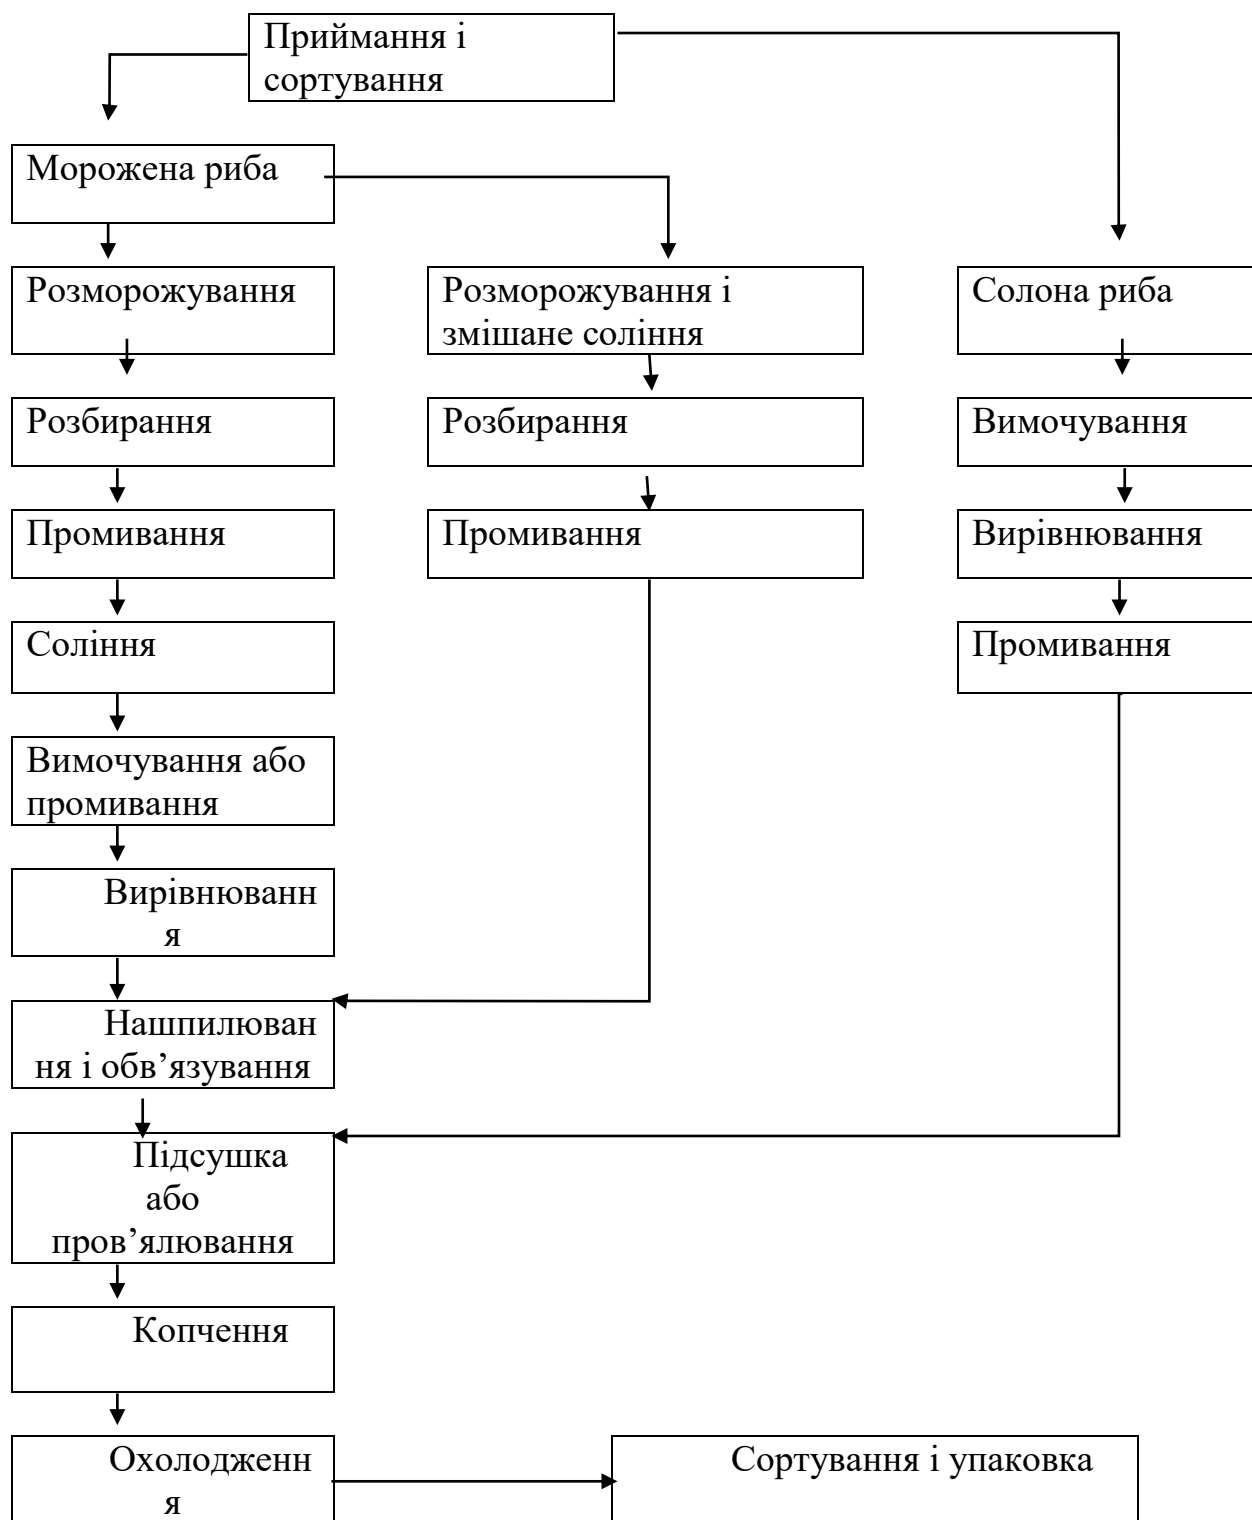 Приймання і
сортування
Морожена риба
Розморожування
Розморожування і
змішане соління
Солона риба
Розбирання
Розбирання
Вимочування
Промивання
Промивання
Вирівнювання
Соління
Промивання
Вимочування або
промивання
Вирівнюванн
я
Нашпилюван
ня і обв’язування
Підсушка
або
пров’ялювання
Копчення
Охолодженн
я
Сортування і упаковка